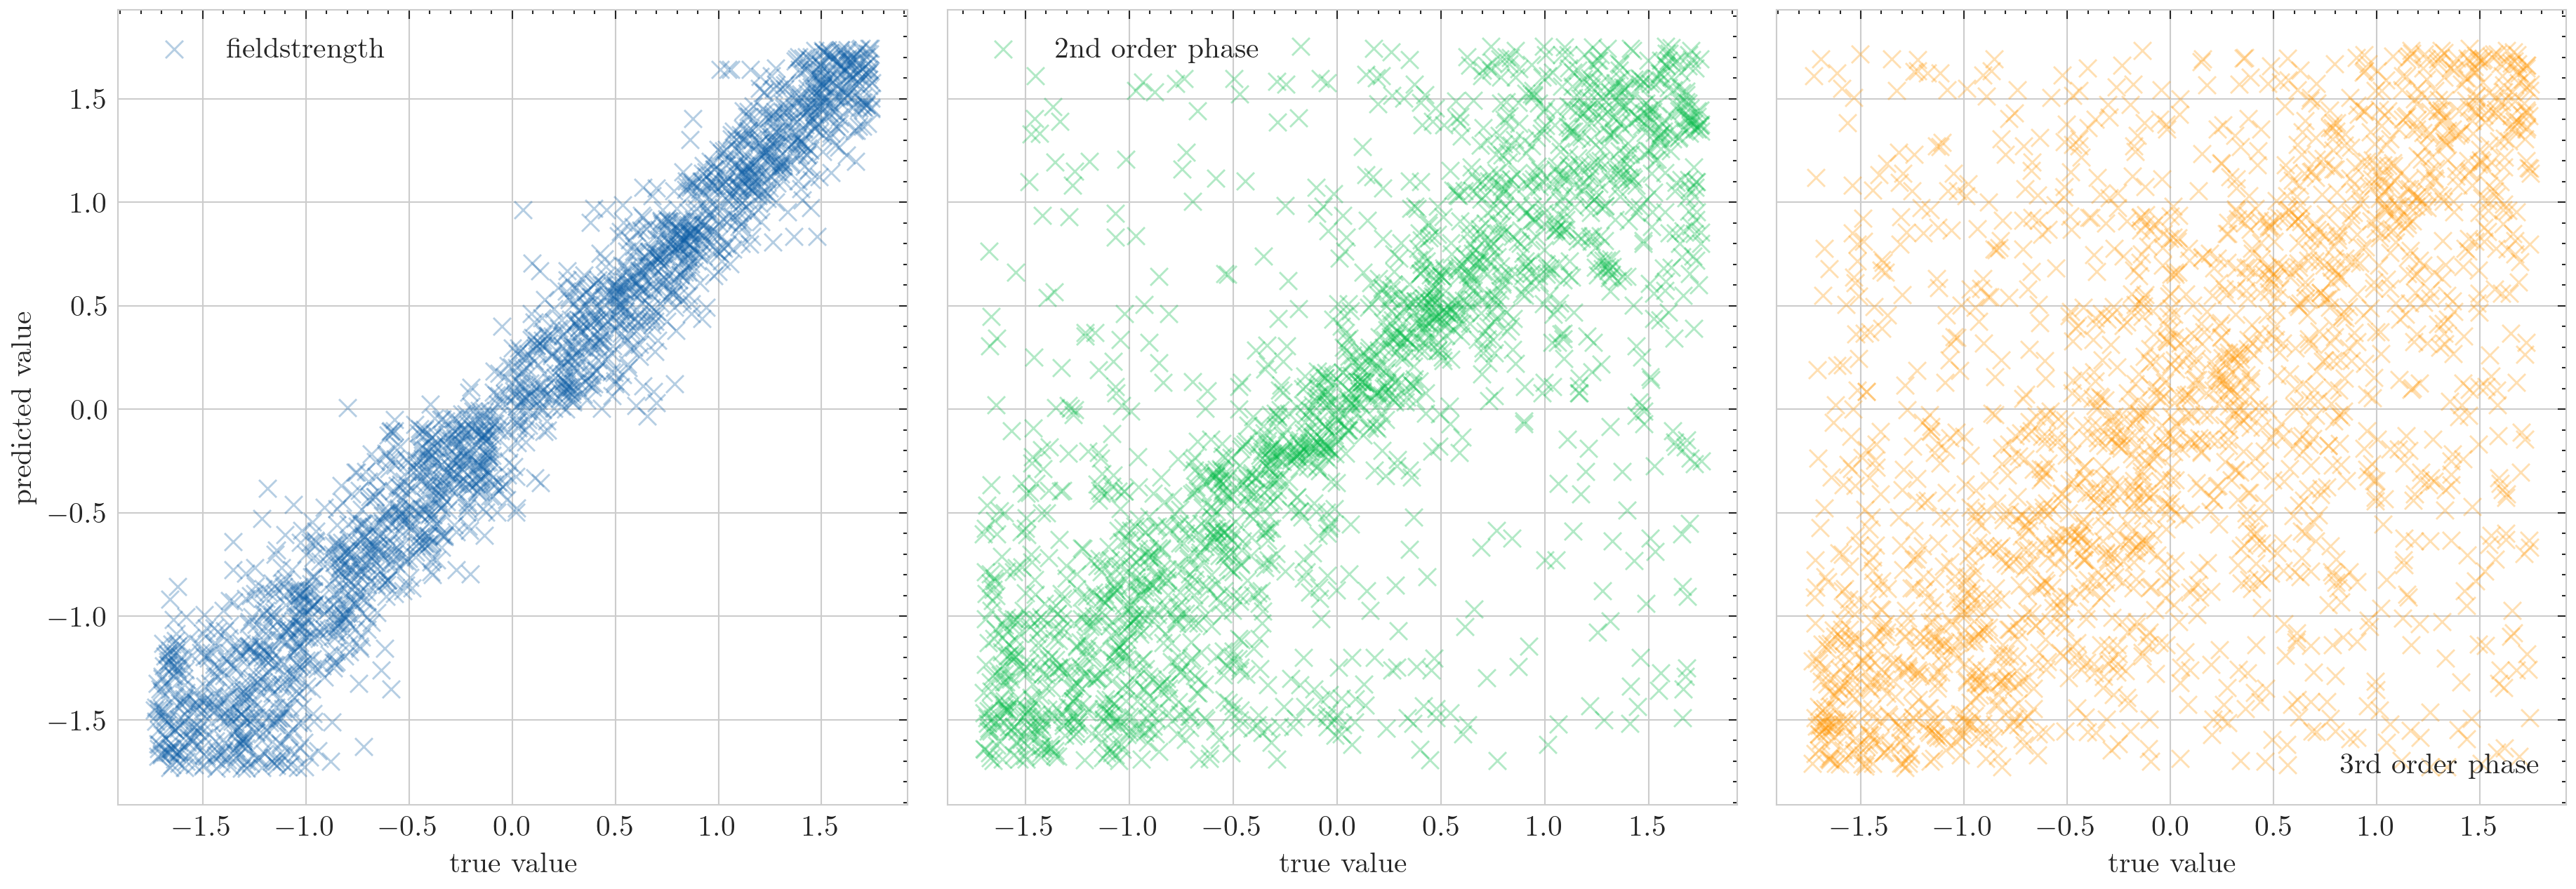 fieldstrength
2nd order phase
3rd order phase
predicted value
1.5
1.0
0.5
0.0
−0.5
−1.0
−1.5
−1.5 −1.0 −0.5 0.0 0.5 1.0 1.5
−1.5 −1.0 −0.5 0.0 0.5 1.0 1.5
−1.5 −1.0 −0.5 0.0 0.5 1.0 1.5
true value
true value
true value